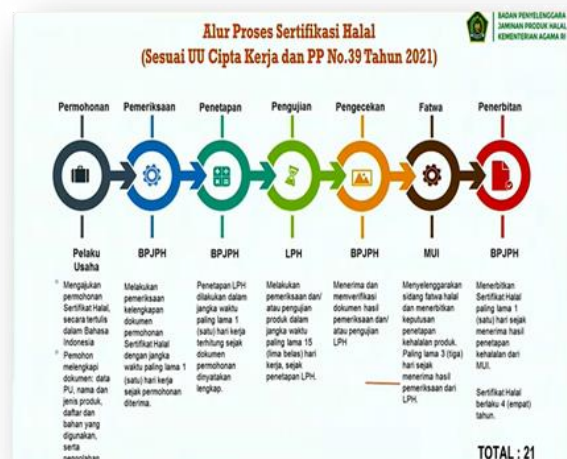 Alur Proses Sertifikasi Halal
(Sesuai UU Cipta Kerja dan PP No.39 Tahun 2021)
BADAN PENYELENGGARA
JAMINAN PRODUK HALAL
KEMENTERIAN AGAMA RI
Permohonan
Pemeriksaan
Penetapan
Pengujian
Pengecekan
Fatwa
Penerbitan
Pelaku
Usaha
BPJPH
BPJPH
LPH
BPJPH
MUI
BPJPH
Mengajukan
permohonan
Sertifikat Halal,
secara tertulis
dalam Bahasa
Indonesia
Pemohon
melengkapi
dokumen: data
PU, nama dan
jenis produk,
daftar dan
bahan yang
digunakan,
serta
pengolahan
Melakukan
pemeriksaan
kelengkapan
dokumen
permohonan
Sertifikat Halal
dengan jangka
waktu paling lama 1
(satu) hari kerja
sejak permohonan
diterima.
Penetapan LPH
dilakukan dalam
jangka waktu
paling lama 1
(satu) hari kerja
terhitung sejak
dokumen
permohonan
dinyatakan
lengkap.
Melakukan
pemeriksaan dan/
atau pengujian
produk dalam
jangka waktu
paling lama 15
(lima belas) hari
kerja, sejak
penetapan LPH.
Menerima dan
memverifikasi
dokumen hasil
pemeriksaan dan/
atau pengujian
LPH
Menyelenggarakan
sidang fatwa halal
dan menerbitkan
keputusan
penetapan
kehalalan produk.
Paling lama 3 (tiga)
hari sejak
menerima hasil
pemeriksaan dari
LPH.
Menerbitkan
Sertifikat Halal
paling lama 1
(satu) hari sejak
menerima hasil
penetapan
kehalalan dari
MUI.
Sertifikat Halal
berlaku 4 (empat)
tahun.
TOTAL : 21